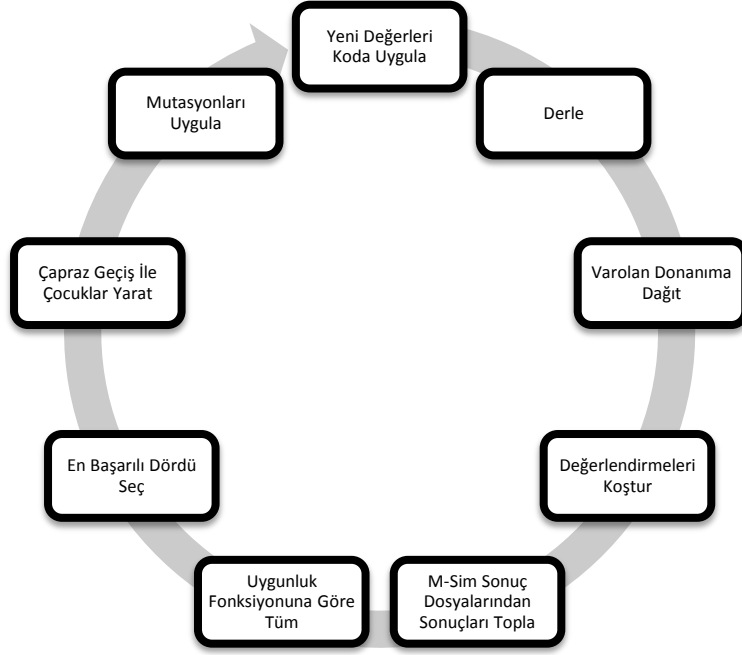 Yeni Değerleri
Koda Uygula
Derle
Varolan Donanıma
Dağıt
Değerlendirmeleri
Koştur
M-Sim Sonuç
Dosyalarından
Sonuçları Topla
Uygunluk
Fonksiyonuna Göre
Tüm
En Başarılı Dördü
Seç
Çapraz Geçiş İle
Çocuklar Yarat
Mutasyonları
Uygula